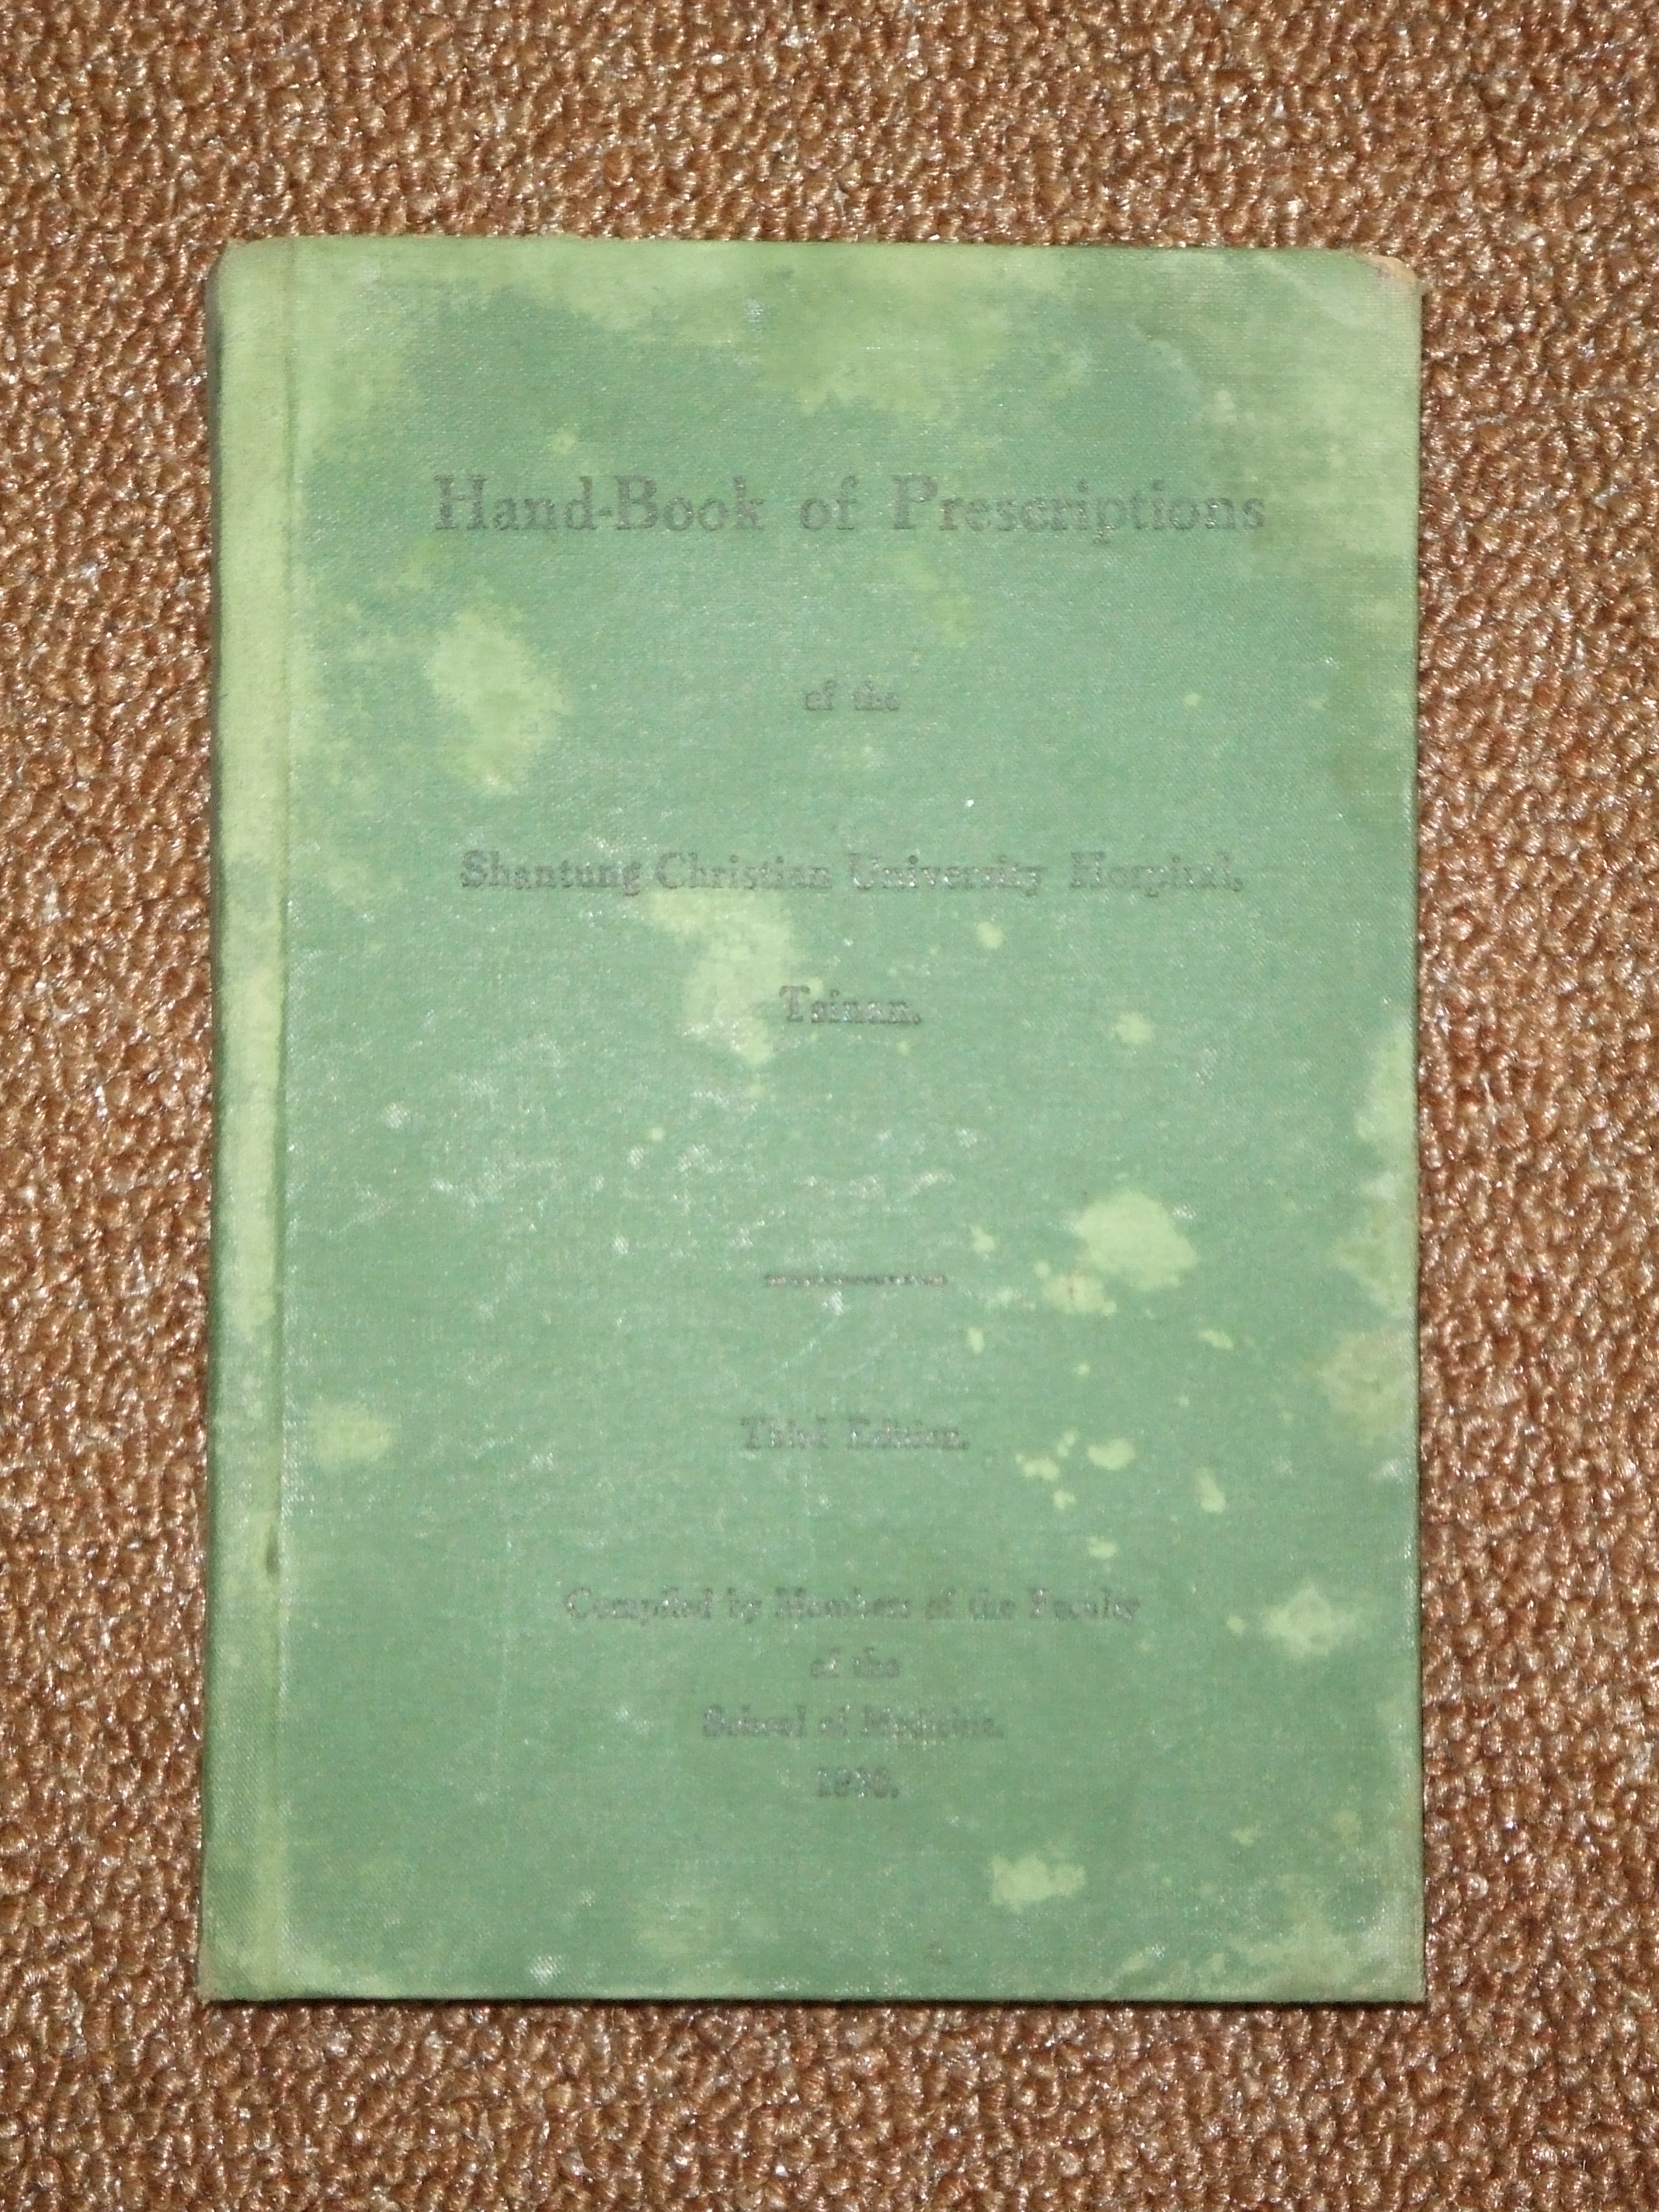 Hand-Book of Prescriptions
of the
Shantung Christian University Hospital,
Tsinan.
Third Edition.
Compiled by Members of the Faculty
of the
School of Medicine.